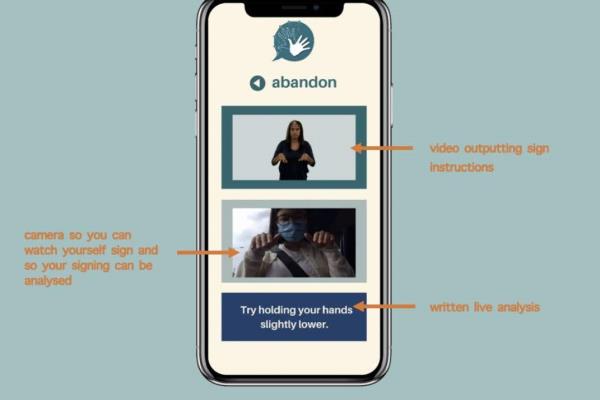 abandon
video outputting sign
instructions
camera so you can
watch yourself sign and
so your signing can be
analysed
Try holding your hands
slightly lower.
written live analysis